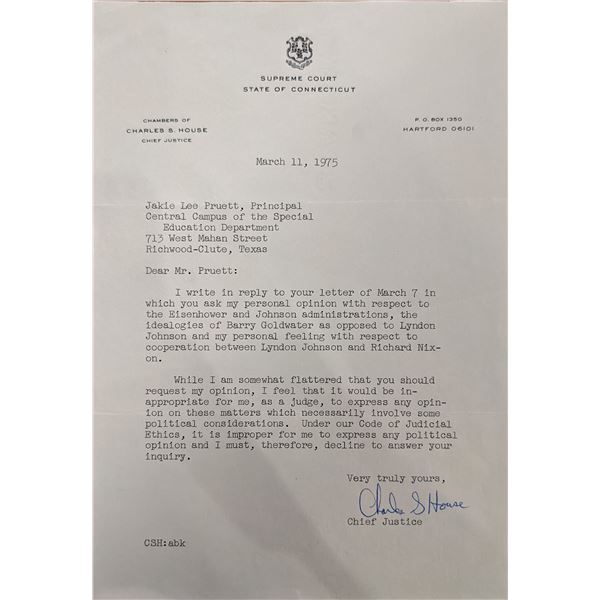 SUPREME COURT
STATE OF CONNECTICUT
CHAMBERS OF
CHARLES S. HOUSE
CHIEF JUSTICE
P. O. BOX 1350
HARTFORD 06101
March 11, 1975
Jakie Lee Pruett, Principal
Central Campus of the Special
Education Department
713 West Mahan Street
Richwood-Clute, Texas
Dear Mr. Pruett:
I write in reply to your letter of March 7 in
which you ask my personal opinion with respect to
the Eisenhower and Johnson administrations, the
idealogies of Barry Goldwater as opposed to Lyndon
Johnson and my personal feeling with respect to
cooperation between Lyndon Johnson and Richard Nix-
on.
While I am somewhat flattered that you should
request my opinion, I feel that it would be in-
appropriate for me, as a judge, to express any opin-
ion on these matters which necessarily involve some
political considerations. Under our Code of Judicial
Ethics, it is improper for me to express any political
opinion and I must, therefore, decline to answer your
inquiry.
Very truly yours,
Charles S House
Chief Justice
CSH:abk